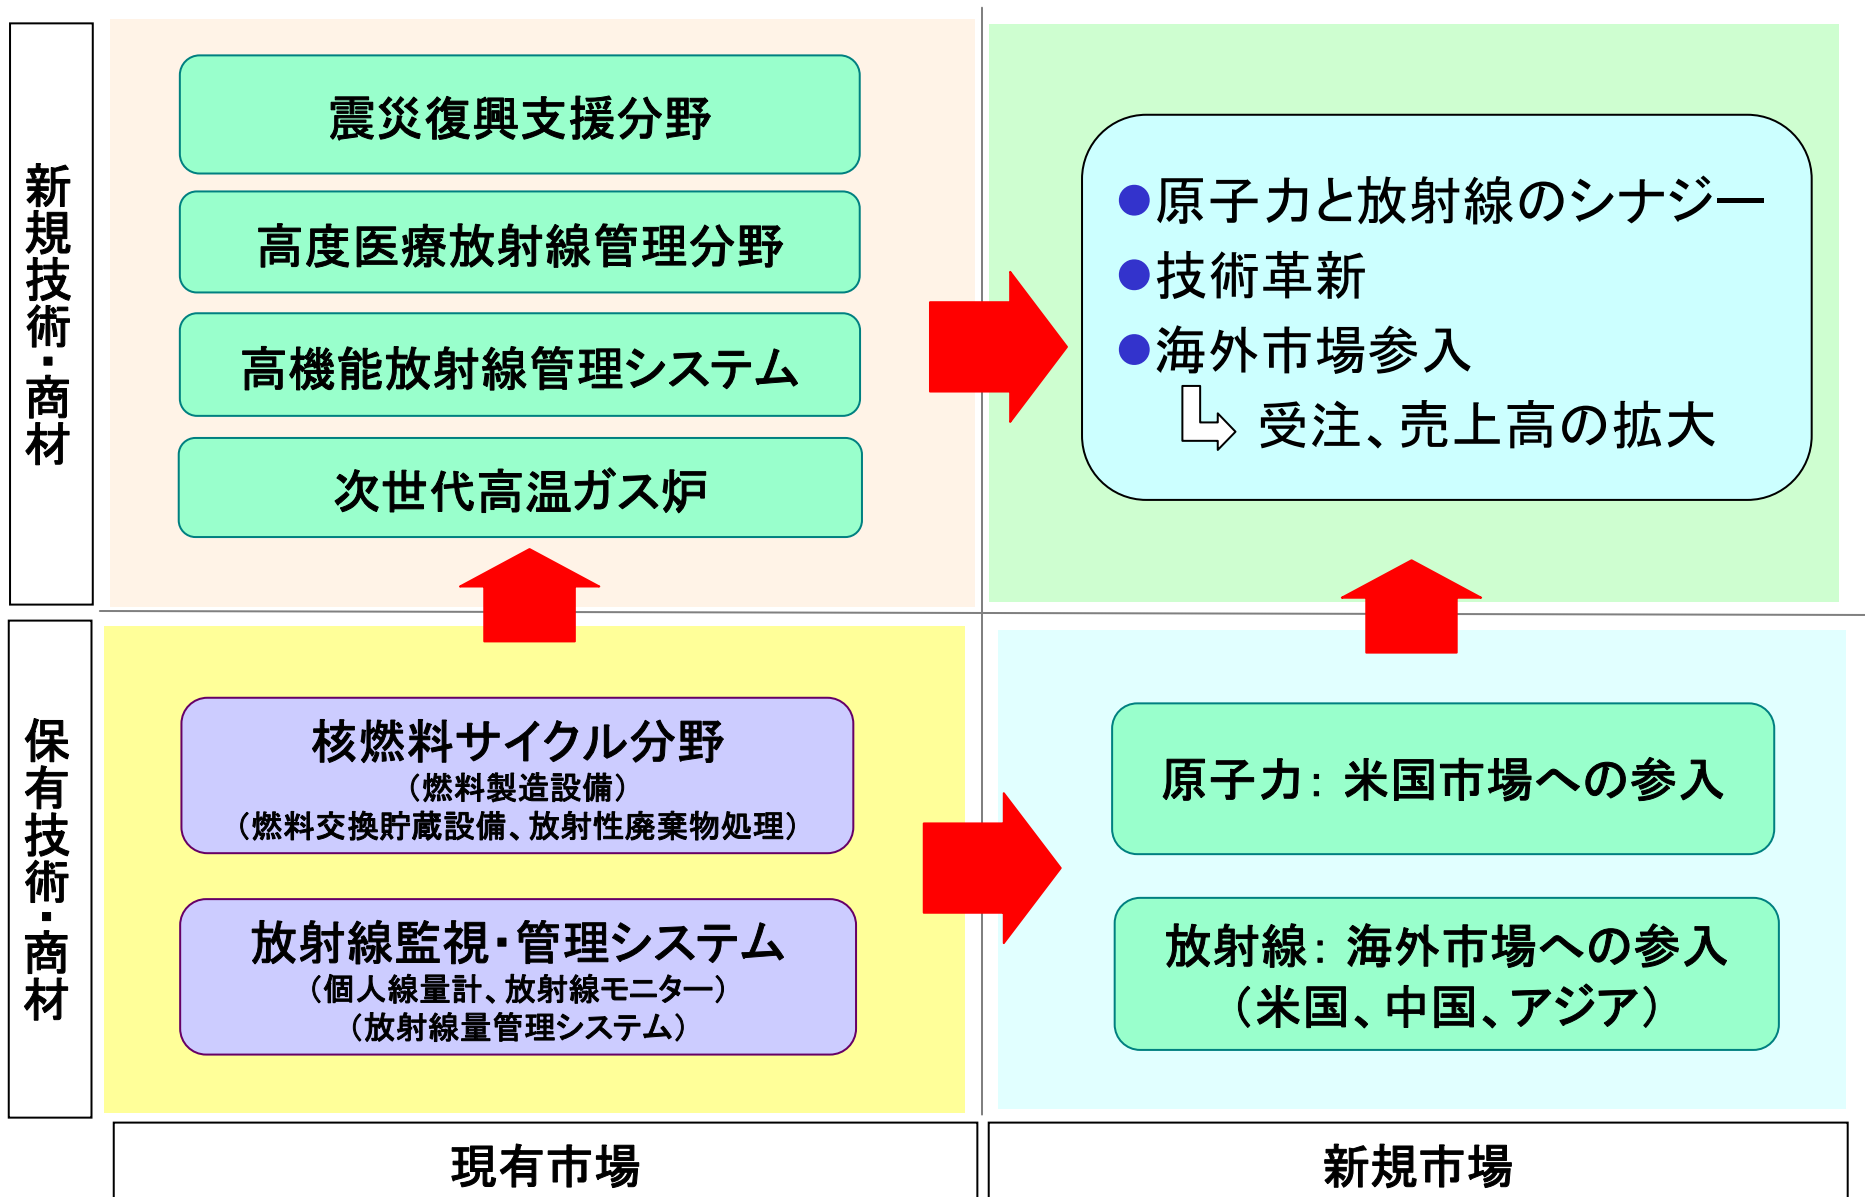 新規技術・商材
震災復興支援分野
高度医療放射線管理分野
高機能放射線管理システム
次世代高温ガス炉
●原子力と放射線のシナジー
●技術革新
●海外市場参入
受注、売上高の拡大
保有技術・商材
核燃料サイクル分野
（燃料製造設備）
（燃料交換貯蔵設備、放射性廃棄物処理）
放射線監視・管理システム
（個人線量計、放射線モニター）
（放射線量管理システム）
原子力：米国市場への参入
放射線：海外市場への参入
（米国、中国、アジア）
現有市場
新規市場